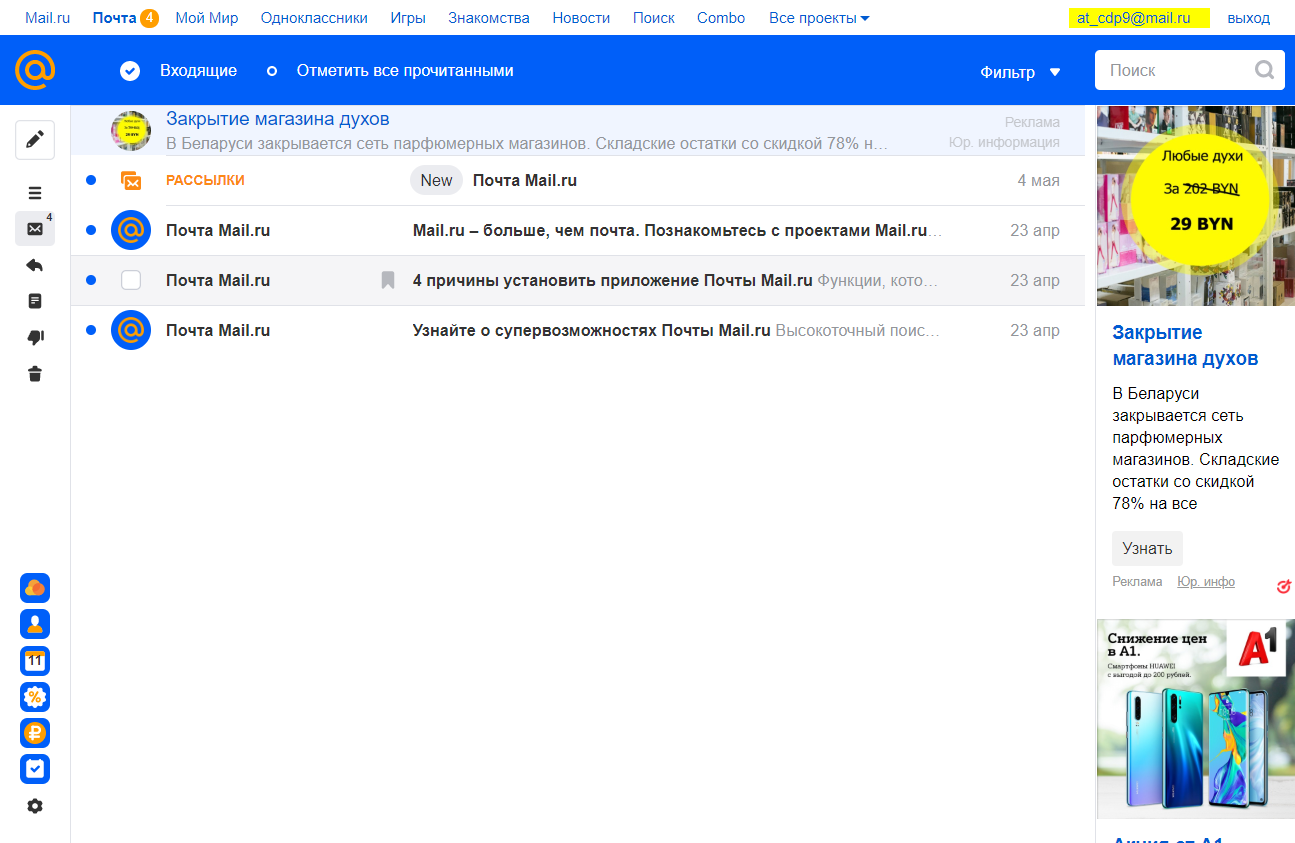 Mail.ru Почта 4 Мой Мир Одноклассники Игры Знакомства Новости Поиск Combo Все проекты at_cdp9@mail.ru выход
Входящие Отметить все прочитанными Фильтр Поиск
Закрытие магазина духов Реклама
В Беларуси закрывается сеть парфюмерных магазинов. Складские остатки со скидкой 78% н... Юр. информация
РАССЫЛКИ New Почта Mail.ru 4 мая
4
Почта Mail.ru Mail.ru – больше, чем почта. Познакомьтесь с проектами Mail.ru... 23 апр
Почта Mail.ru 4 причины установить приложение Почты Mail.ru Функции, кото... 23 апр
Почта Mail.ru Узнайте о супервозможностях Почты Mail.ru Высокоточный поис... 23 апр
11
Любые духи
За 202 BYN
29 BYN
Закрытие
магазина духов
В Беларуси
закрывается сеть
парфюмерных
магазинов. Складские
остатки со скидкой
78% на все
Узнать
Реклама Юр. инфо
Снижение цен
в А1.
Смартфоны HUAWEI
с выгодой до 200 рублей.
A1
Акция от А1